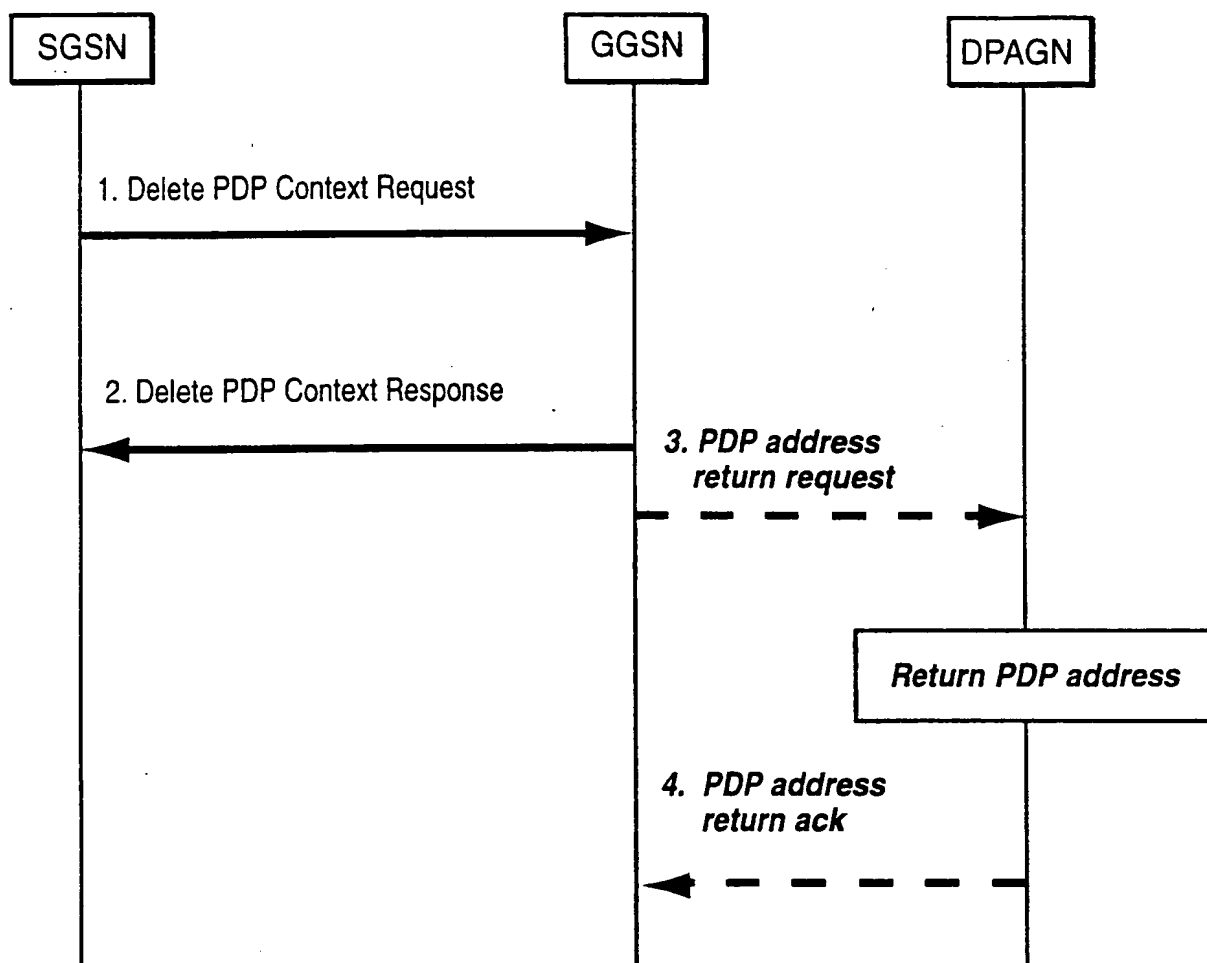 SGSN
GGSN
DPAGN
1. Delete PDP Context Request
2. Delete PDP Context Response
3. PDP address
return request
Return PDP address
4. PDP address
return ack